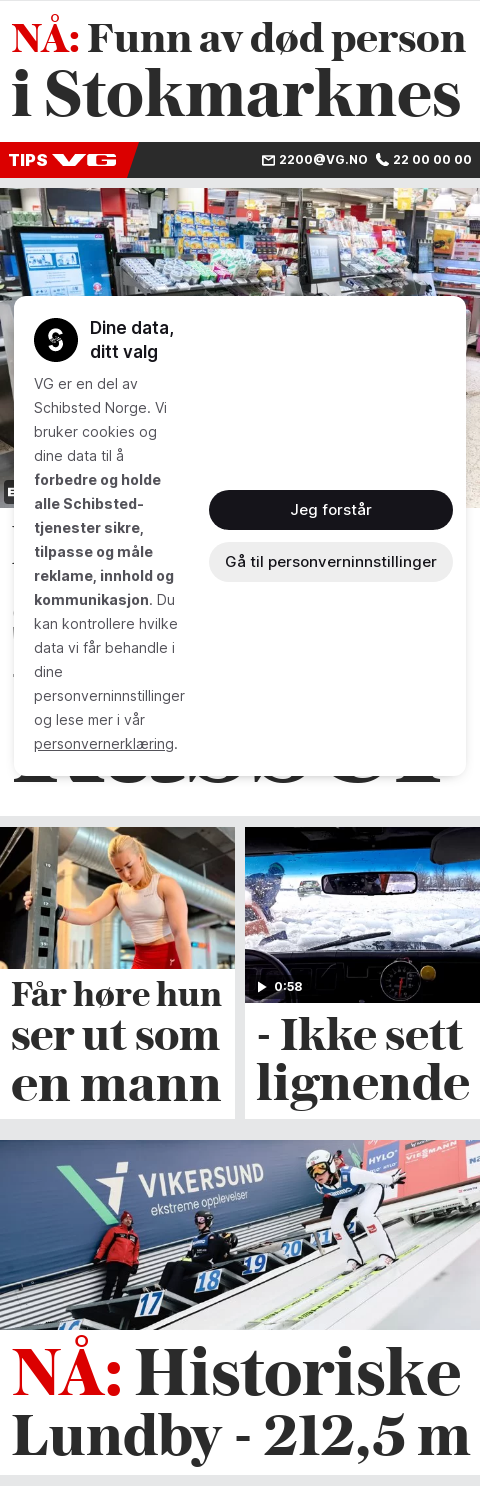 NÅ: Funn av død person
i Stokmarknes
TIPS VG
2200@VG.NO
22 00 00 00
Dine data,
ditt valg
VG er en del av
Schibsted Norge. Vi
bruker cookies og
dine data til å
forbedre og holde
alle Schibsted-
tjenester sikre,
tilpasse og måle
reklame, innhold og
kommunikasjon. Du
kan kontrollere hvilke
data vi får behandle i
dine
personverninnstillinger
og lese mer i vår
personvernerklæring.
Jeg forstår
Gå til personverninnstillinger
0:58
Får høre hun
ser ut som
en mann
- Ikke sett
lignende
VIKERSUND
ekstreme opplevelser
HYLO
VIESSMANN
17
18
19
20
21
NÅ: Historiske
Lundby - 212,5 m